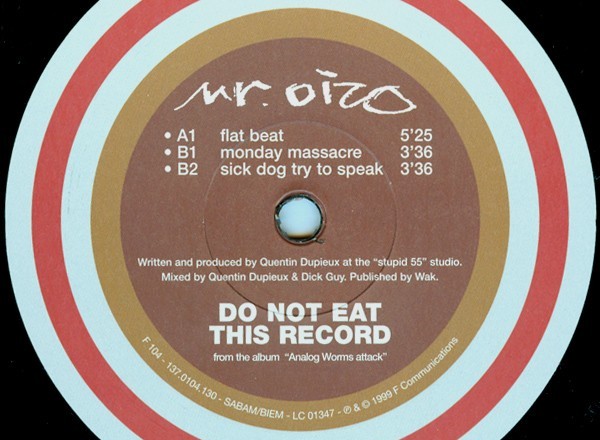 mr. oizo
• A1 flat beat 5'25
• B1 monday massacre 3'36
• B2 sick dog try to speak 3'36
Written and produced by Quentin Dupieux at the “stupid 55” studio.
Mixed by Quentin Dupieux & Dick Guy. Published by Wak.
DO NOT EAT
THIS RECORD
from the album “Analog Worms attack”
F 104 - 137.0104.130 - SABAM/BIEM - LC 01347 - ℗ & © 1999 F Communications